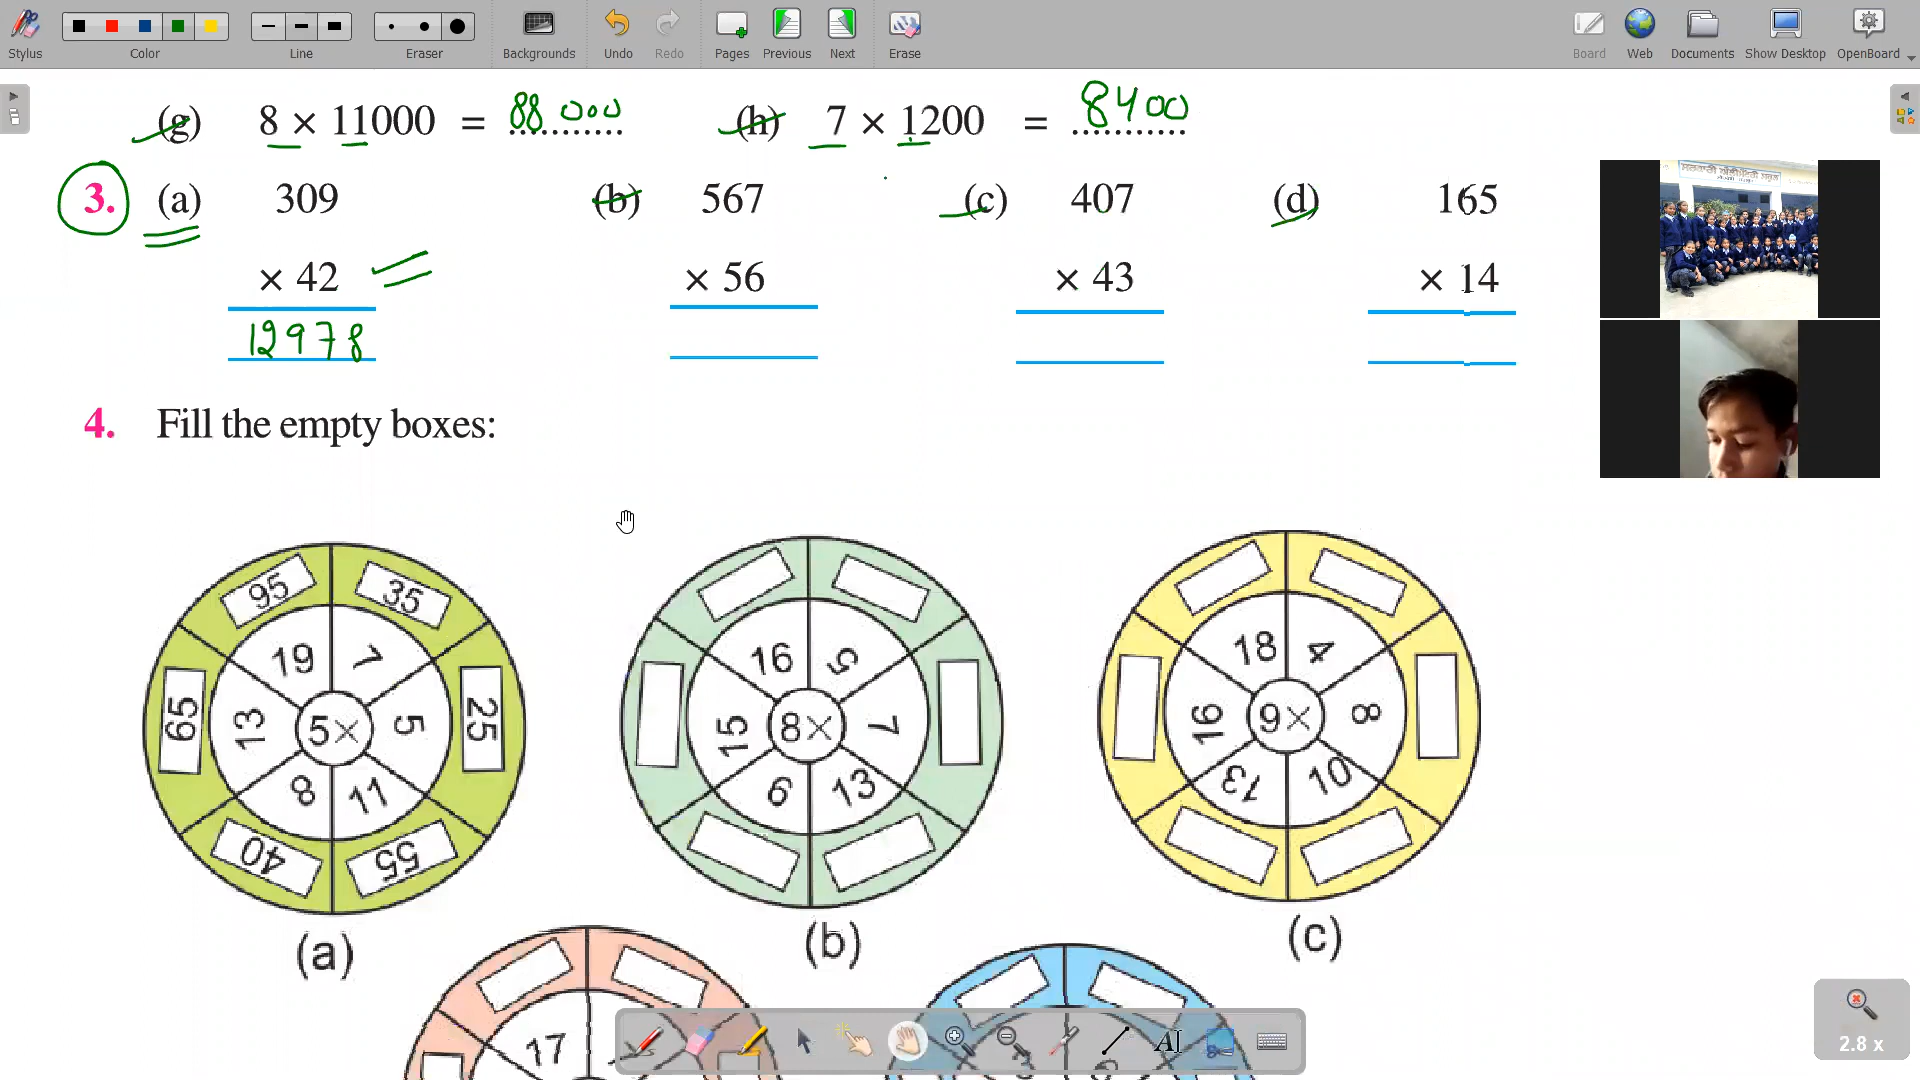 Stylus
Color
Line
Eraser
Backgrounds
Undo
Redo
Pages
Previous
Next
Erase
Board
Web
Documents
Show Desktop
OpenBoard
(g) 8 × 11000 = 88000 (h) 7 × 1200 = 8400
3. (a) 309 (b) 567 (c) 407 (d) 165
× 42 × 56 × 43 × 14
12978
4. Fill the empty boxes:
95 35
19 7
65 13 5× 5 25
8 11
40 55
(a)
16 5
15 8× 7
6 13
(b)
18 4
16 9× 8
13 10
(c)
17
2.8 x